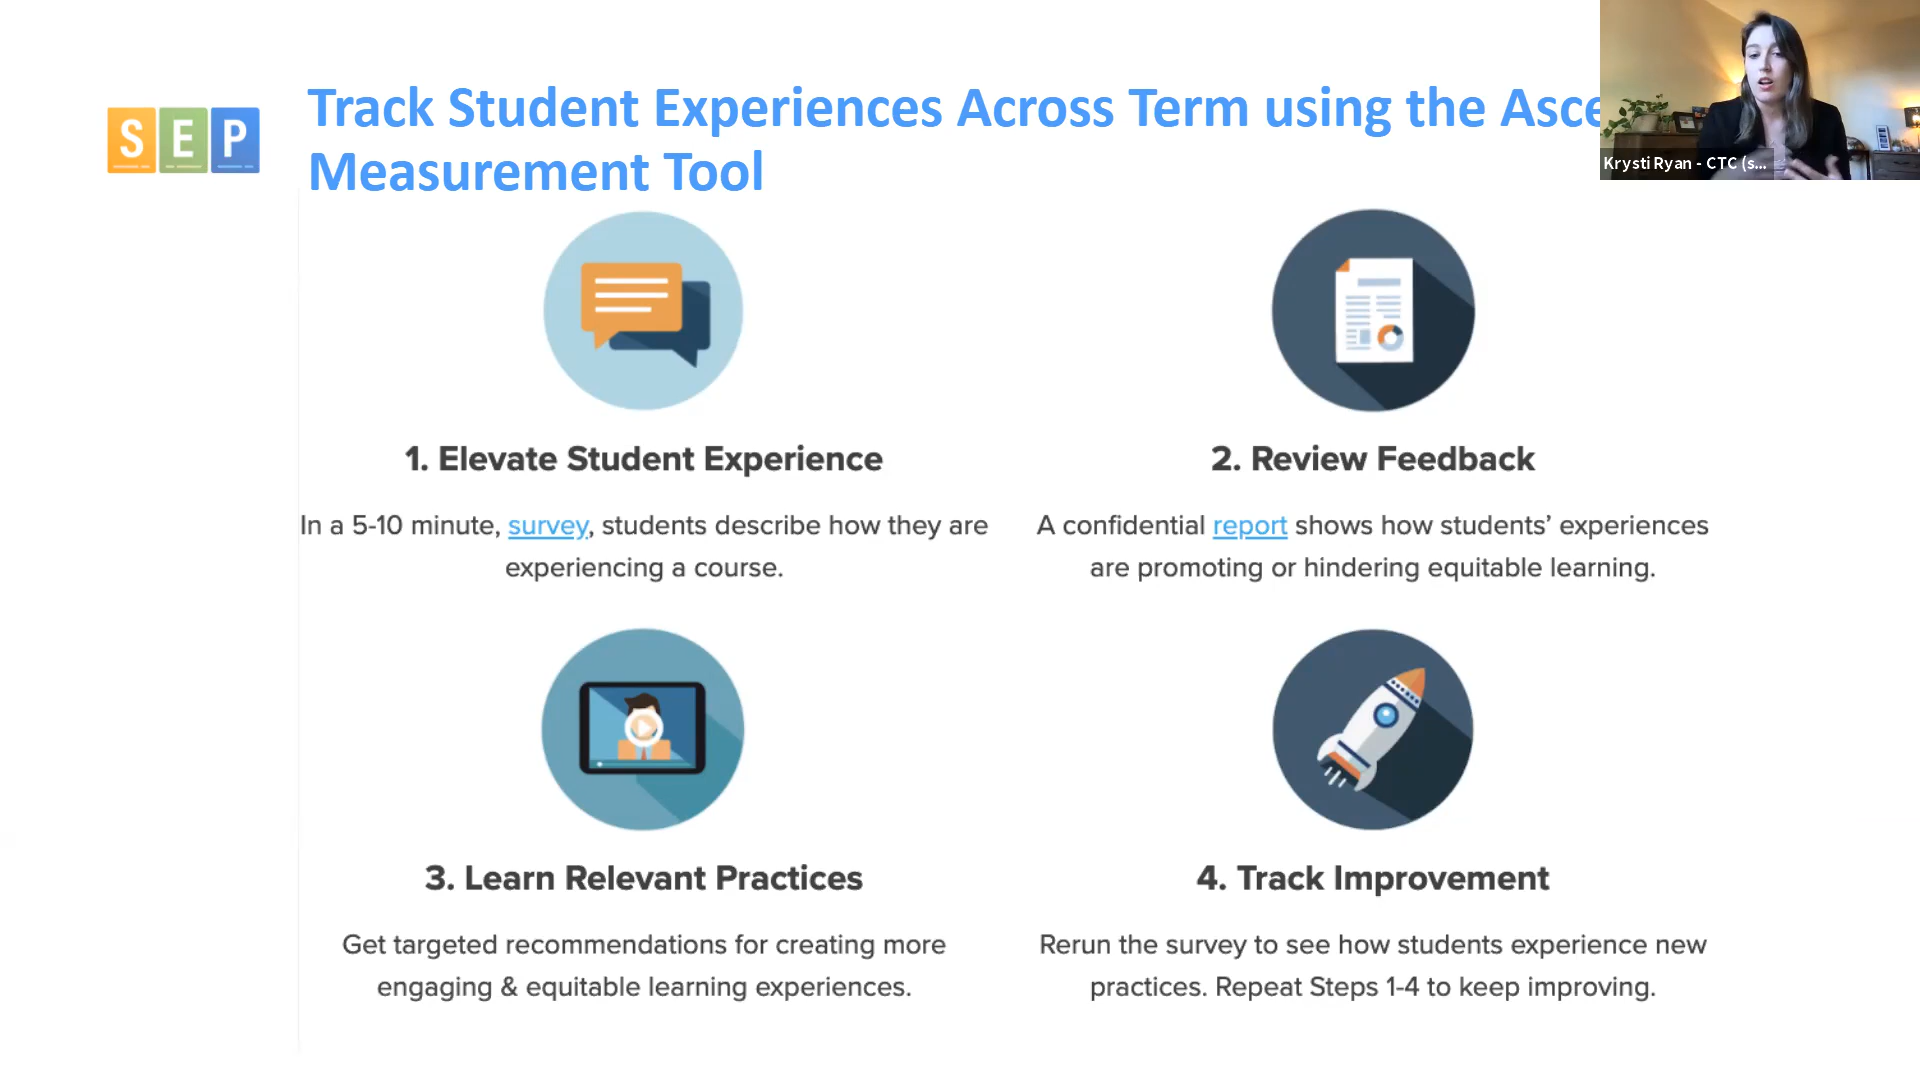 SEP
Track Student Experiences Across Term using the Asce
Measurement Tool
Krysti Ryan - CTC (s...
1. Elevate Student Experience
In a 5-10 minute, survey, students describe how they are
experiencing a course.
2. Review Feedback
A confidential report shows how students’ experiences
are promoting or hindering equitable learning.
3. Learn Relevant Practices
Get targeted recommendations for creating more
engaging & equitable learning experiences.
4. Track Improvement
Rerun the survey to see how students experience new
practices. Repeat Steps 1-4 to keep improving.